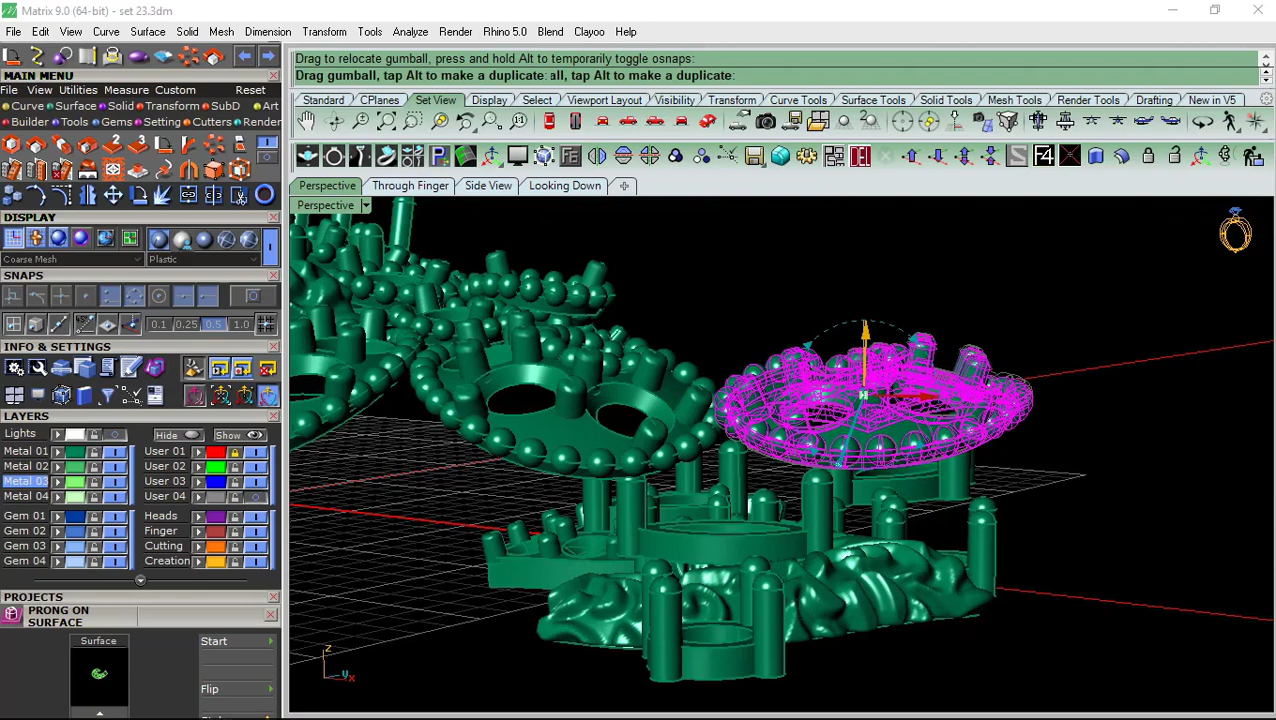 Matrix 9.0 (64-bit) - set 23.3dm
File Edit View Curve Surface Solid Mesh Dimension Transform Tools Analyze Render Rhino 5.0 Blend Clayoo Help
Drag to relocate gumball, press and hold Alt to temporarily toggle osnaps:
Drag gumball, tap Alt to make a duplicate: all, tap Alt to make a duplicate:
Standard CPlanes Set View Display Select Viewport Layout Visibility Transform Curve Tools Surface Tools Solid Tools Mesh Tools Render Tools Drafting New in V5
Perspective Through Finger Side View Looking Down
Perspective
MAIN MENU
File View Utilities Measure Custom Reset
Curve Surface Solid Transform SubD Art
Builder Tools Gems Setting Cutters Render
DISPLAY
Coarse Mesh Plastic
SNAPS
0.1 0.25 0.5 1.0
INFO & SETTINGS
LAYERS
Lights Hide Show
Metal 01 User 01
Metal 02 User 02
Metal 03 User 03
Metal 04 User 04
Gem 01 Heads
Gem 02 Finger
Gem 03 Cutting
Gem 04 Creation
PROJECTS
PRONG ON
SURFACE
Surface Start
Flip
z
y x
F4